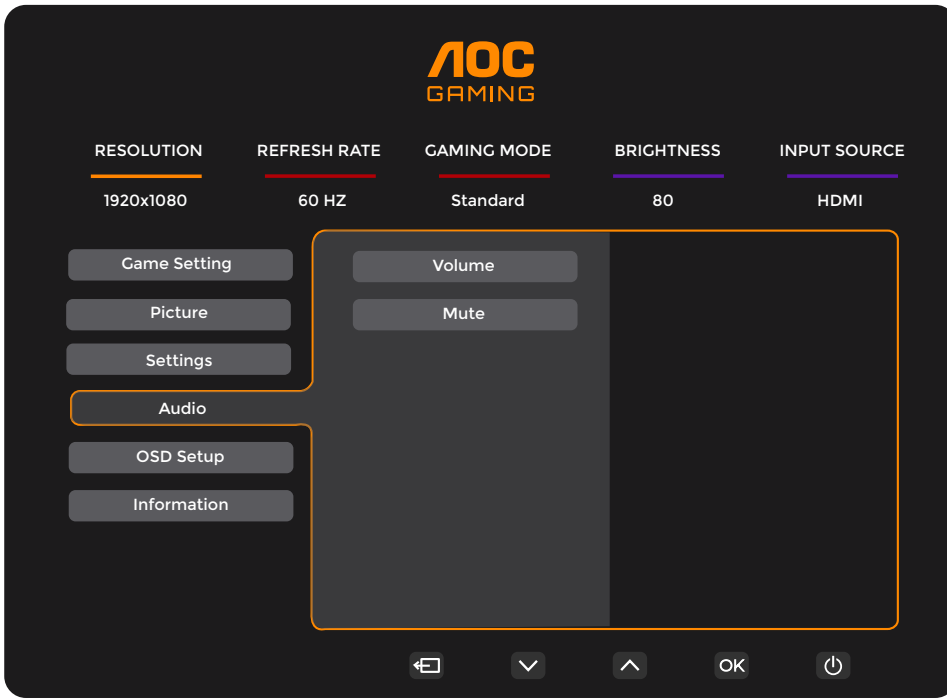 AOC
GAMING
RESOLUTION REFRESH RATE GAMING MODE BRIGHTNESS INPUT SOURCE
1920x1080 60 HZ Standard 80 HDMI
Game Setting
Picture
Settings
Audio
OSD Setup
Information
Volume
Mute
OK